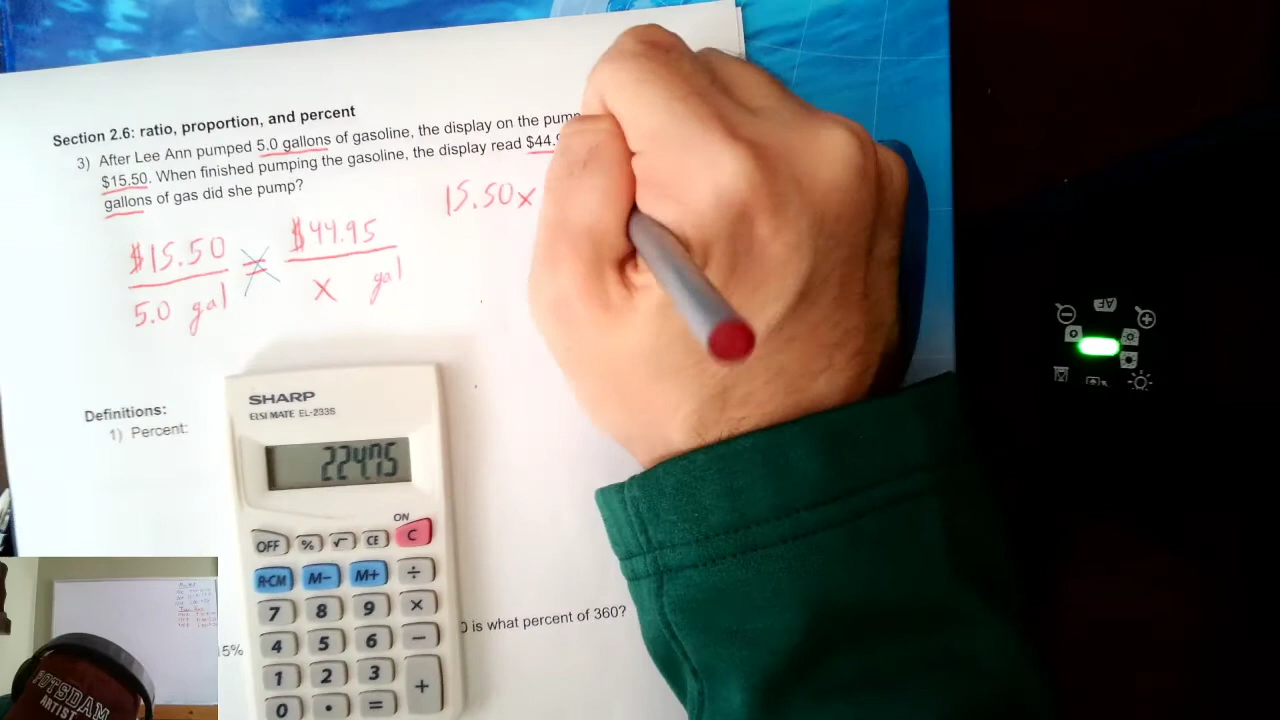 Section 2.6: ratio, proportion, and percent
3) After Lee Ann pumped 5.0 gallons of gasoline, the display on the pump
$15.50. When finished pumping the gasoline, the display read $44.
gallons of gas did she pump?
15.50x
$15.50 = $44.95
5.0 gal x gal
Definitions:
1) Percent:
SHARP
ELSI MATE EL-233S
224.75
ON
OFF % √ CE C
R·CM M− M+ ÷
7 8 9 ×
4 5 6 −
1 2 3 +
0 • =
15%
0 is what percent of 360?
POTSDAM
ARTIST
AF